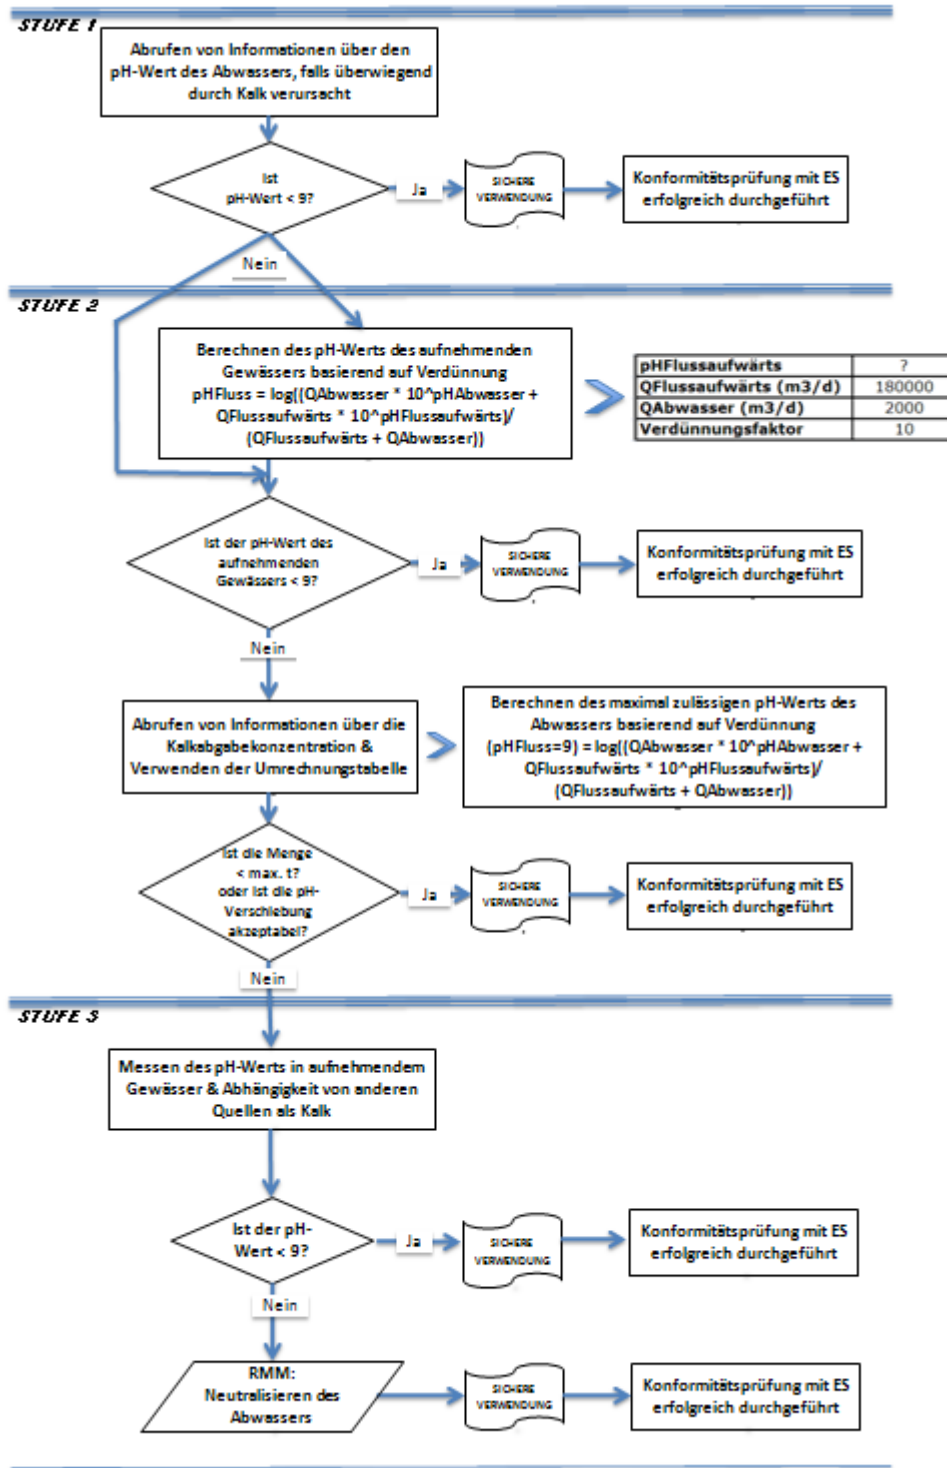 STUFE 1
Abrufen von Informationen über den
pH-Wert des Abwassers, falls überwiegend
durch Kalk verursacht
Ist
pH-Wert < 9?
Ja
SICHERE
VERWENDUNG
Konformitätsprüfung mit ES
erfolgreich durchgeführt
Nein
STUFE 2
Berechnen des pH-Werts des aufnehmenden
Gewässers basierend auf Verdünnung
pHFluss = log((QAbwasser * 10^pHAbwasser +
QFlussaufwärts * 10^pHFlussaufwärts)/
(QFlussaufwärts + QAbwasser))
pHFlussaufwärts ?
QFlussaufwärts (m3/d) 180000
QAbwasser (m3/d) 2000
Verdünnungsfaktor 10
Ist der pH-Wert des
aufnehmenden
Gewässers < 9?
Ja
SICHERE
VERWENDUNG
Konformitätsprüfung mit ES
erfolgreich durchgeführt
Nein
Abrufen von Informationen über die
Kalkabgabekonzentration &
Verwenden der Umrechnungstabelle
Berechnen des maximal zulässigen pH-Werts des
Abwassers basierend auf Verdünnung
(pHFluss=9) = log((QAbwasser * 10^pHAbwasser +
QFlussaufwärts * 10^pHFlussaufwärts)/
(QFlussaufwärts + QAbwasser))
Ist die Menge
< max. t?
oder ist die pH-
Verschiebung
akzeptabel?
Ja
SICHERE
VERWENDUNG
Konformitätsprüfung mit ES
erfolgreich durchgeführt
Nein
STUFE 3
Messen des pH-Werts in aufnehmendem
Gewässer & Abhängigkeit von anderen
Quellen als Kalk
Ist der pH-
Wert < 9?
Ja
SICHERE
VERWENDUNG
Konformitätsprüfung mit ES
erfolgreich durchgeführt
Nein
RMM:
Neutralisieren des
Abwassers
SICHERE
VERWENDUNG
Konformitätsprüfung mit ES
erfolgreich durchgeführt